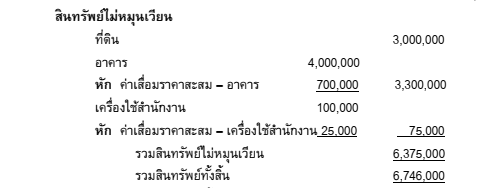 สินทรัพย์ไม่หมุนเวียน
ที่ดิน 3,000,000
อาคาร 4,000,000
หัก ค่าเสื่อมราคาสะสม – อาคาร 700,000 3,300,000
เครื่องใช้สำนักงาน 100,000
หัก ค่าเสื่อมราคาสะสม – เครื่องใช้สำนักงาน 25,000 75,000
รวมสินทรัพย์ไม่หมุนเวียน 6,375,000
รวมสินทรัพย์ทั้งสิ้น 6,746,000